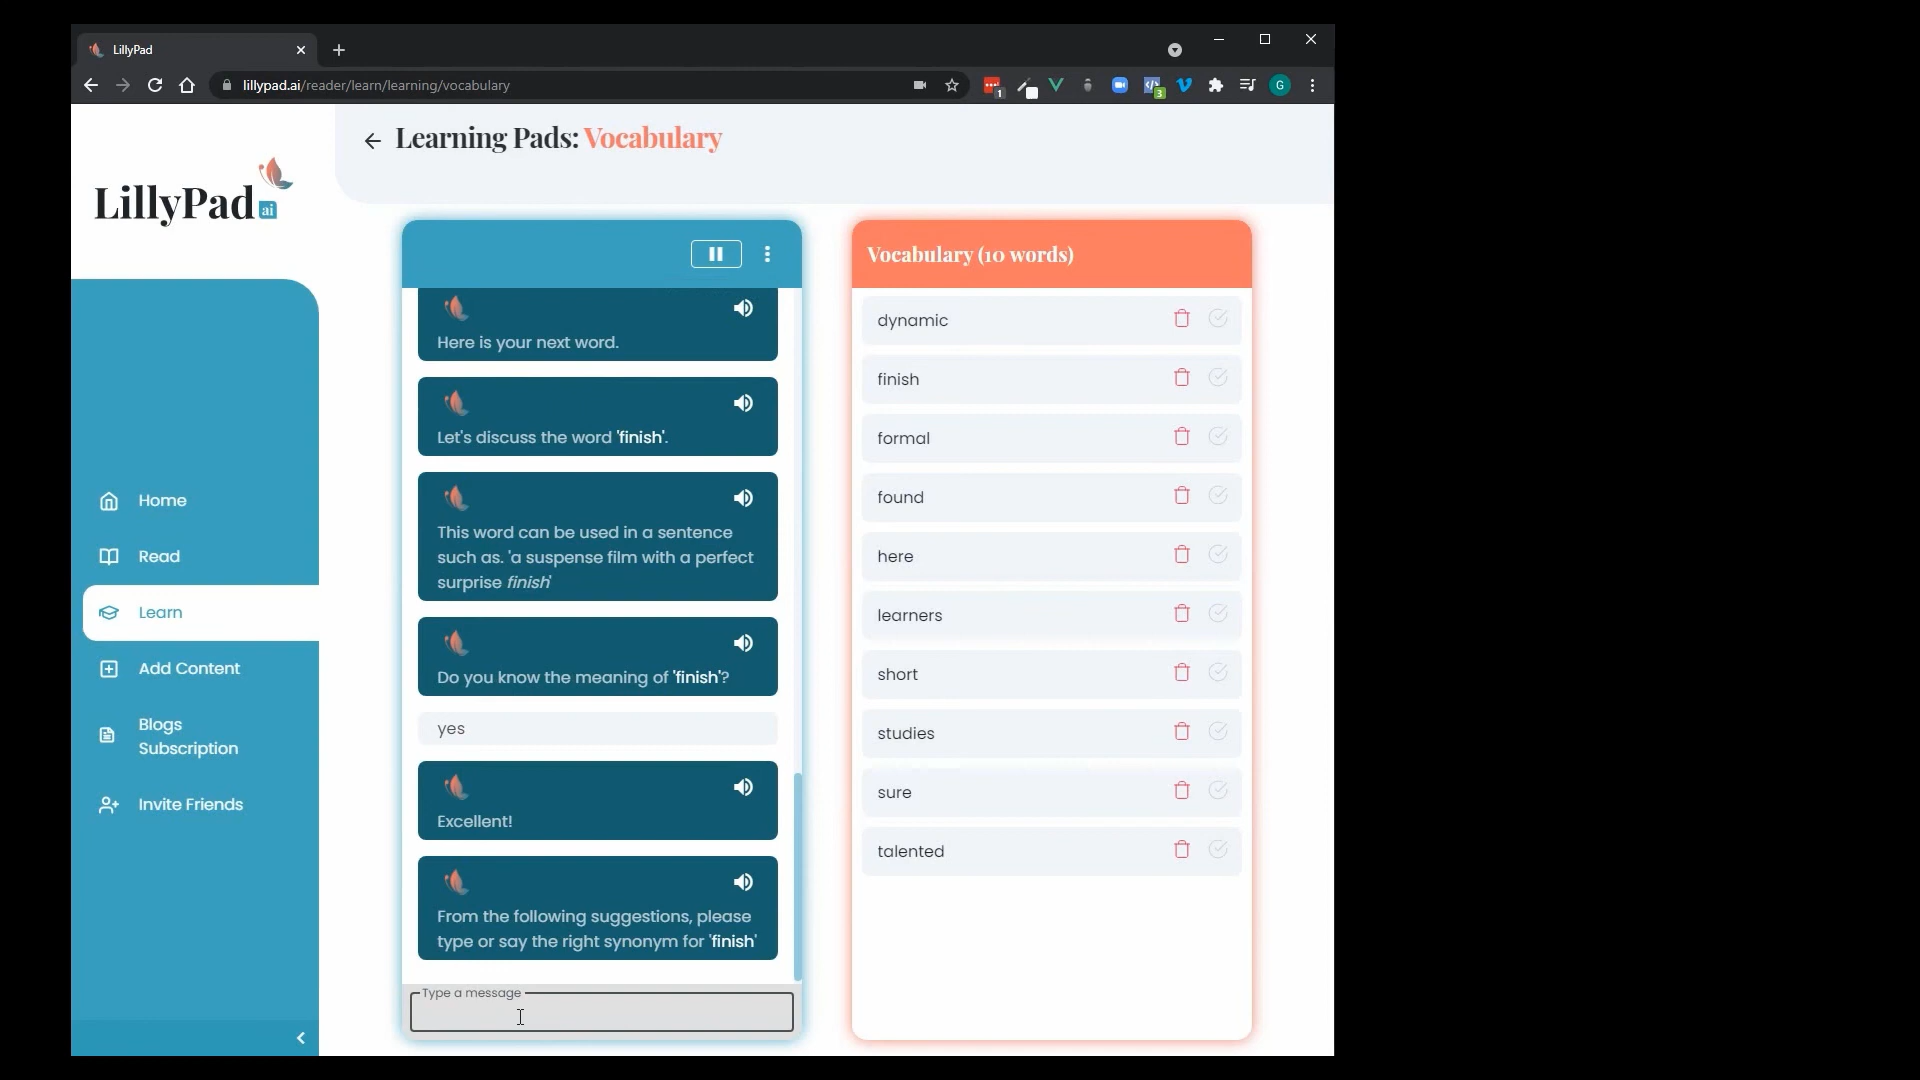 LillyPad
lillypad.ai/reader/learn/learning/vocabulary
1
3
G
LillyPad
ai
Home
Read
Learn
Add Content
Blogs
Subscription
Invite Friends
Learning Pads: Vocabulary
Here is your next word.
Let's discuss the word 'finish'.
This word can be used in a sentence
such as. 'a suspense film with a perfect
surprise finish'
Do you know the meaning of 'finish'?
yes
Excellent!
From the following suggestions, please
type or say the right synonym for 'finish'
Type a message
Vocabulary (10 words)
dynamic
finish
formal
found
here
learners
short
studies
sure
talented